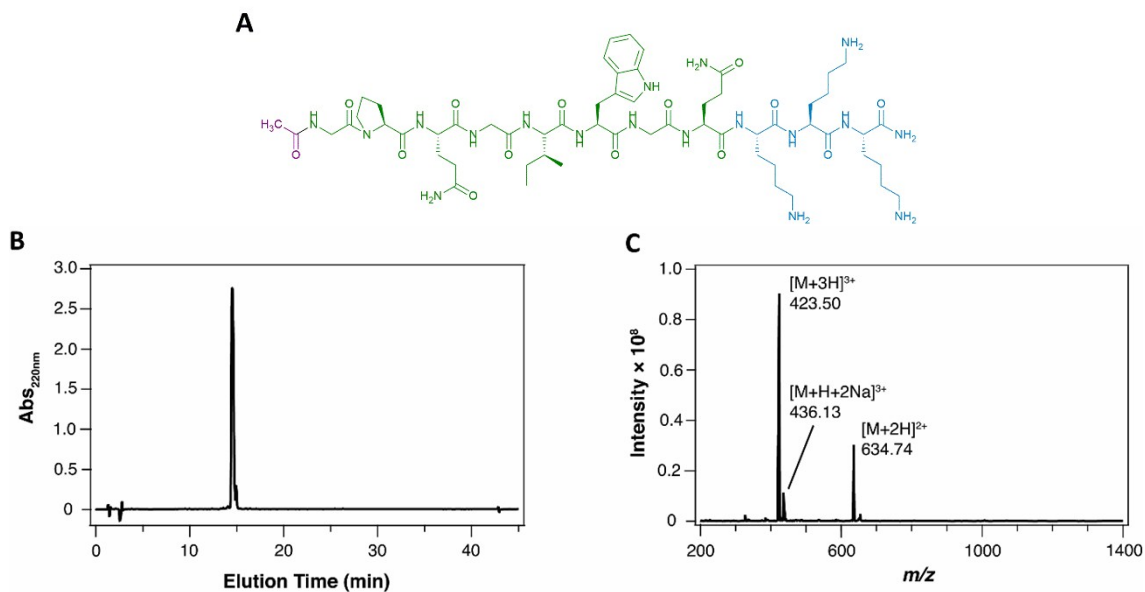 A
H₃C
O
H
N
O
N
O
H
N
O
H₂N
O
H
N
O
H
N
O
NH
H
N
O
H
N
O
H₂N
O
H
N
O
NH₂
H
N
O
NH₂
H
N
O
NH₂
NH₂
B
3.0
2.5
2.0
1.5
1.0
0.5
0
Abs220nm
0
10
20
30
40
Elution Time (min)
C
1.0
0.8
0.6
0.4
0.2
0
Intensity × 10⁸
[M+3H]³⁺
423.50
[M+H+2Na]³⁺
436.13
[M+2H]²⁺
634.74
200
600
1000
1400
m/z